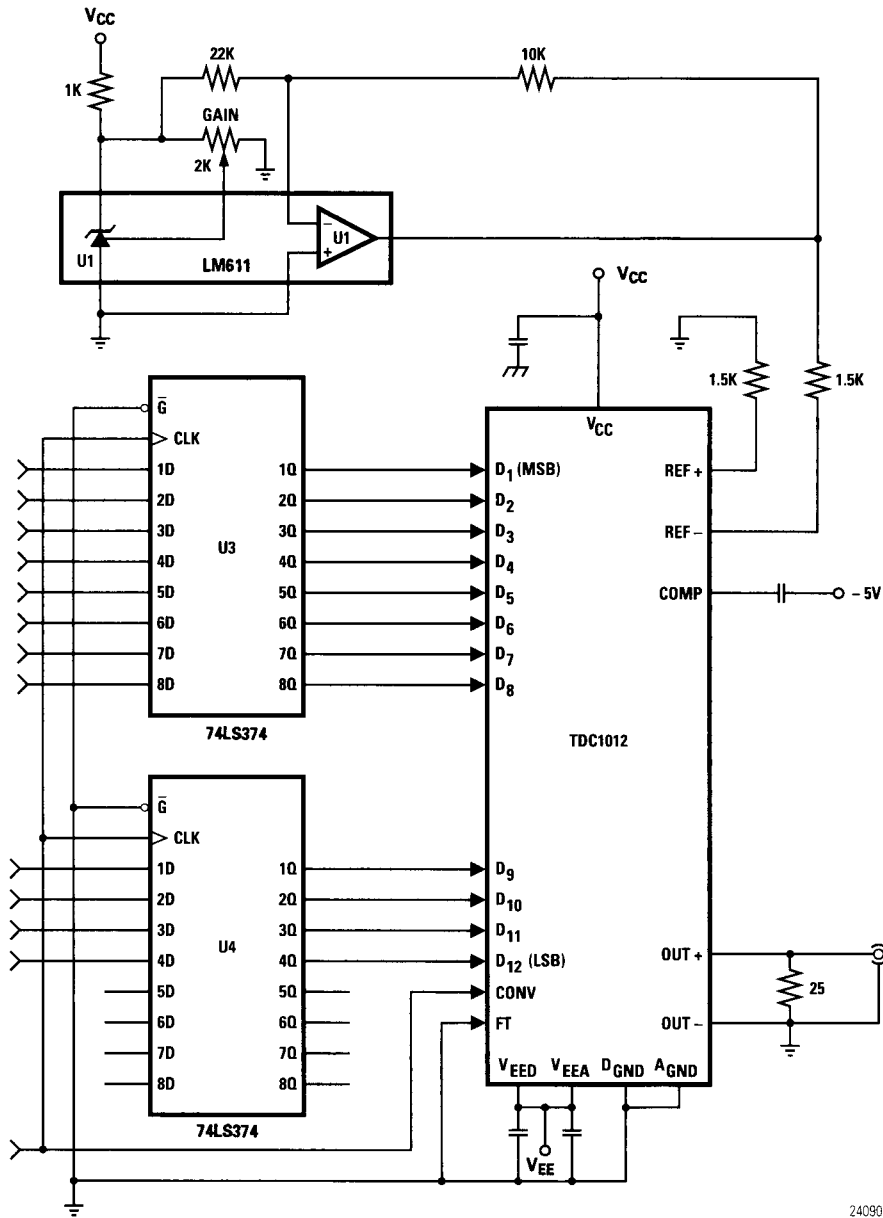 VCC
22K
10K
1K
GAIN
2K
U1
U1
−
+
LM611
VCC
1.5K
1.5K
G̅
CLK
1D 1Q
2D 2Q
3D 3Q
4D 4Q
5D 5Q
6D 6Q
7D 7Q
8D 8Q
U3
74LS374
VCC
D1 (MSB)
D2
D3
D4
D5
D6
D7
D8
REF +
REF −
COMP
− 5V
TDC1012
G̅
CLK
1D 1Q
2D 2Q
3D 3Q
4D 4Q
5D 5Q
6D 6Q
7D 7Q
8D 8Q
U4
74LS374
D9
D10
D11
D12 (LSB)
CONV
FT
OUT +
25
OUT −
VEED VEEA DGND AGND
VEE
24090